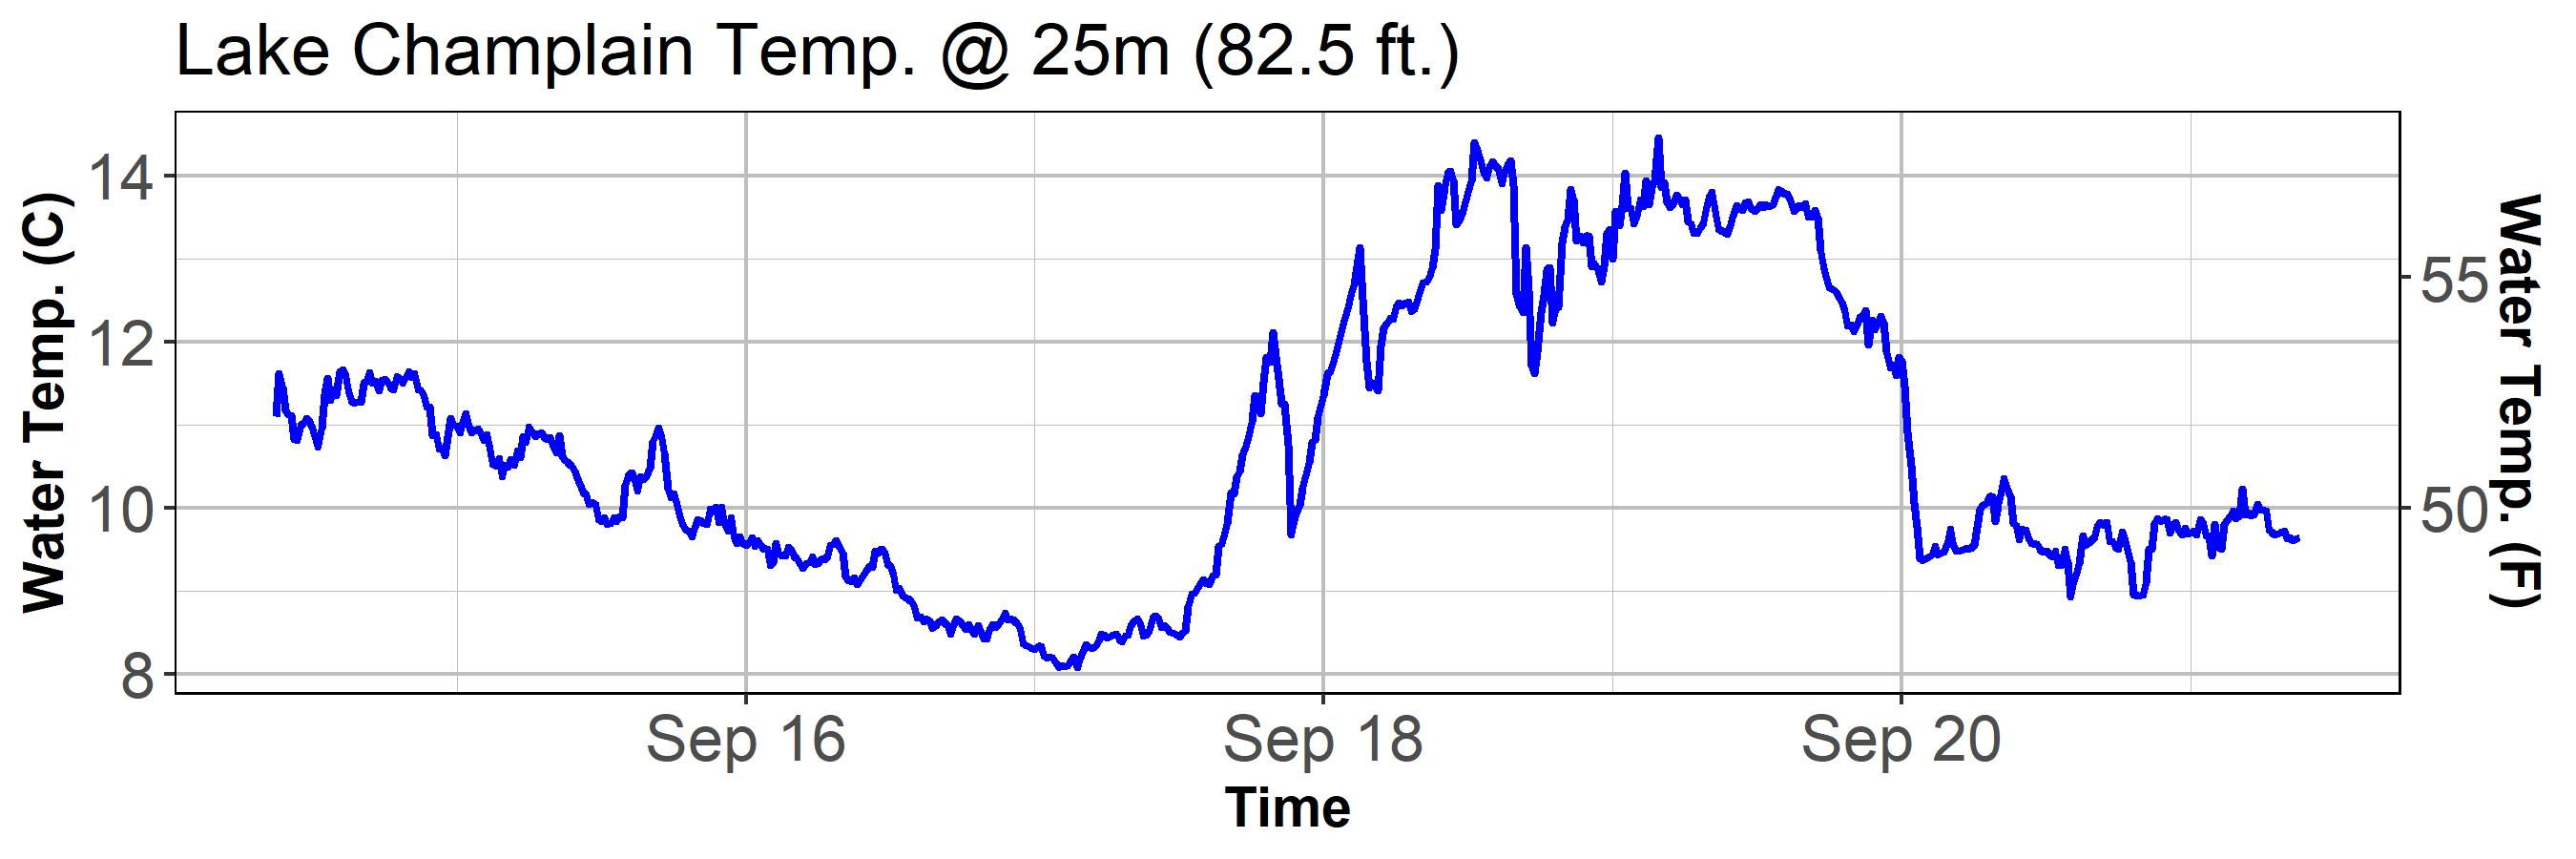 Lake Champlain Temp. @ 25m (82.5 ft.)
Water Temp. (C)
14
12
10
8
55
50
Water Temp. (F)
Sep 16
Sep 18
Sep 20
Time